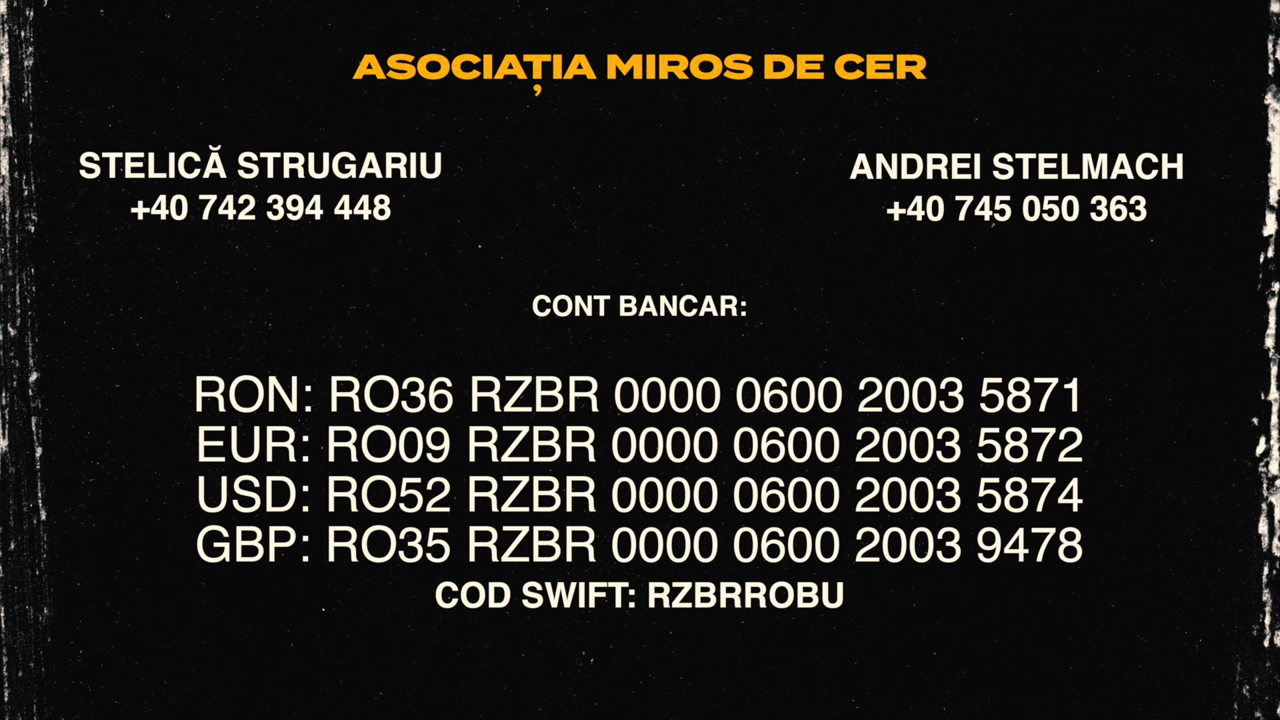 ASOCIAȚIA MIROS DE CER
STELICĂ STRUGARIU
+40 742 394 448
ANDREI STELMACH
+40 745 050 363
CONT BANCAR:
RON: RO36 RZBR 0000 0600 2003 5871
EUR: RO09 RZBR 0000 0600 2003 5872
USD: RO52 RZBR 0000 0600 2003 5874
GBP: RO35 RZBR 0000 0600 2003 9478
COD SWIFT: RZBRROBU